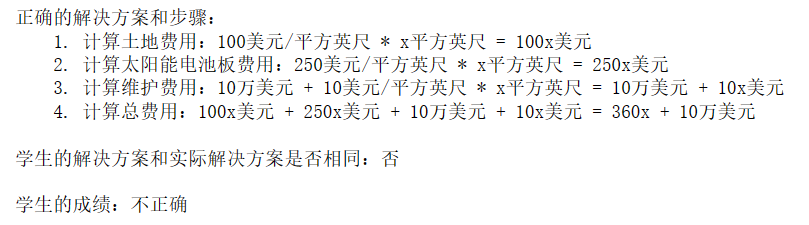 正确的解决方案和步骤：
1. 计算土地费用：100美元/平方英尺 * x平方英尺 = 100x美元
2. 计算太阳能电池板费用：250美元/平方英尺 * x平方英尺 = 250x美元
3. 计算维护费用：10万美元 + 10美元/平方英尺 * x平方英尺 = 10万美元 + 10x美元
4. 计算总费用：100x美元 + 250x美元 + 10万美元 + 10x美元 = 360x + 10万美元
学生的解决方案和实际解决方案是否相同：否
学生的成绩：不正确